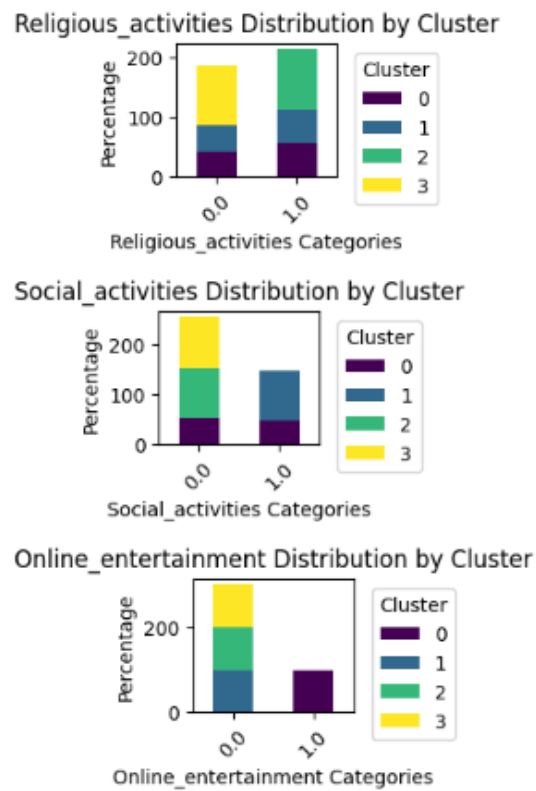 Religious_activities Distribution by Cluster
Percentage
200
100
0
0.0
1.0
Religious_activities Categories
Cluster
0
1
2
3
Social_activities Distribution by Cluster
Percentage
200
100
0
0.0
1.0
Social_activities Categories
Cluster
0
1
2
3
Online_entertainment Distribution by Cluster
Percentage
200
0
0.0
1.0
Online_entertainment Categories
Cluster
0
1
2
3